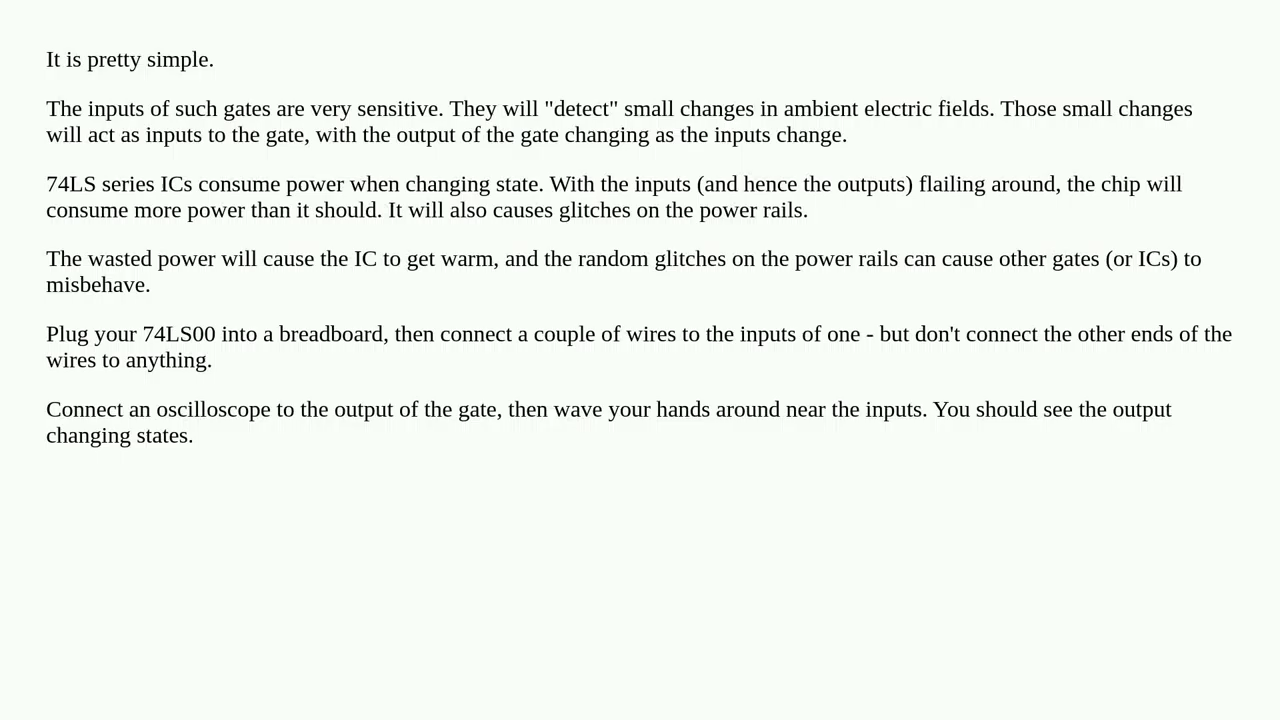 It is pretty simple.
The inputs of such gates are very sensitive. They will "detect" small changes in ambient electric fields. Those small changes
will act as inputs to the gate, with the output of the gate changing as the inputs change.
74LS series ICs consume power when changing state. With the inputs (and hence the outputs) flailing around, the chip will
consume more power than it should. It will also causes glitches on the power rails.
The wasted power will cause the IC to get warm, and the random glitches on the power rails can cause other gates (or ICs) to
misbehave.
Plug your 74LS00 into a breadboard, then connect a couple of wires to the inputs of one - but don't connect the other ends of the
wires to anything.
Connect an oscilloscope to the output of the gate, then wave your hands around near the inputs. You should see the output
changing states.